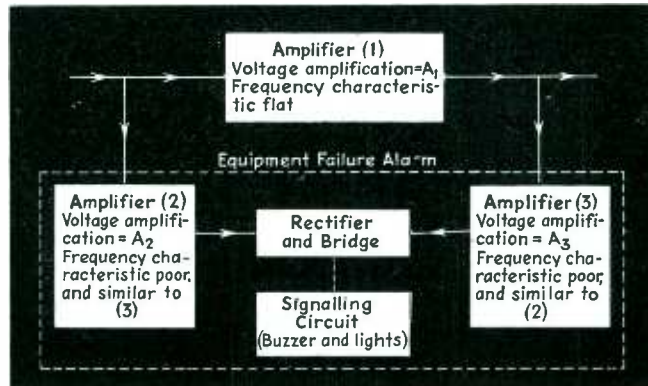 Amplifier (1)
Voltage amplification=A1
Frequency characteris-
tic flat
Equipment Failure Alarm
Amplifier (2)
Voltage amplifi-
cation = A2
Frequency cha-
racteristic poor,
and similar to
(3)
Rectifier
and Bridge
Signalling
Circuit
(Buzzer and lights)
Amplifier (3)
Voltage amplifi-
cation = A3
Frequency cha-
racteristic poor,
and similar to
(2)